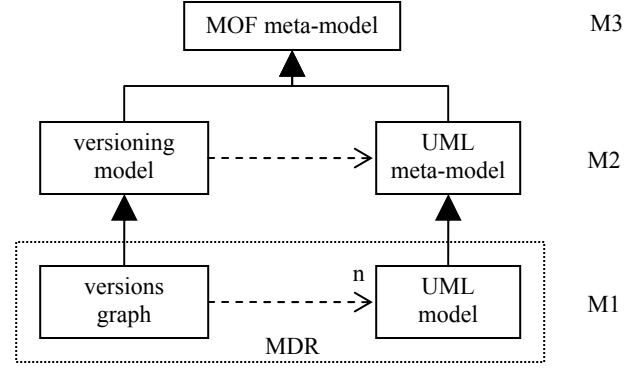 MOF meta-model
M3
versioning
model
UML
meta-model
M2
versions
graph
n
UML
model
M1
MDR